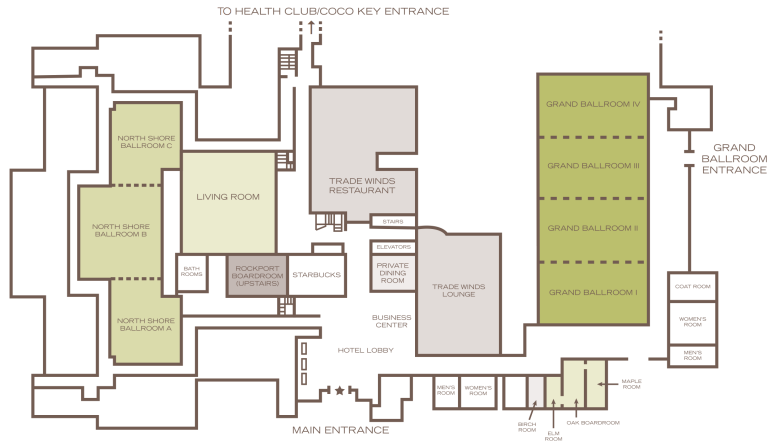 TO HEALTH CLUB/COCO KEY ENTRANCE
GRAND BALLROOM IV
NORTH SHORE
BALLROOM C
GRAND
BALLROOM
ENTRANCE
GRAND BALLROOM III
TRADE WINDS
RESTAURANT
LIVING ROOM
STAIRS
NORTH SHORE
BALLROOM B
GRAND BALLROOM II
ELEVATORS
BATH
ROOMS
ROCKPORT
BOARDROOM
(UPSTAIRS)
STARBUCKS
PRIVATE
DINING
ROOM
TRADE WINDS
LOUNGE
GRAND BALLROOM I
COAT ROOM
NORTH SHORE
BALLROOM A
BUSINESS
CENTER
WOMEN'S
ROOM
HOTEL LOBBY
MEN'S
ROOM
MEN'S
ROOM
WOMEN'S
ROOM
MAPLE
ROOM
MAIN ENTRANCE
BIRCH
ROOM
ELM
ROOM
OAK BOARDROOM